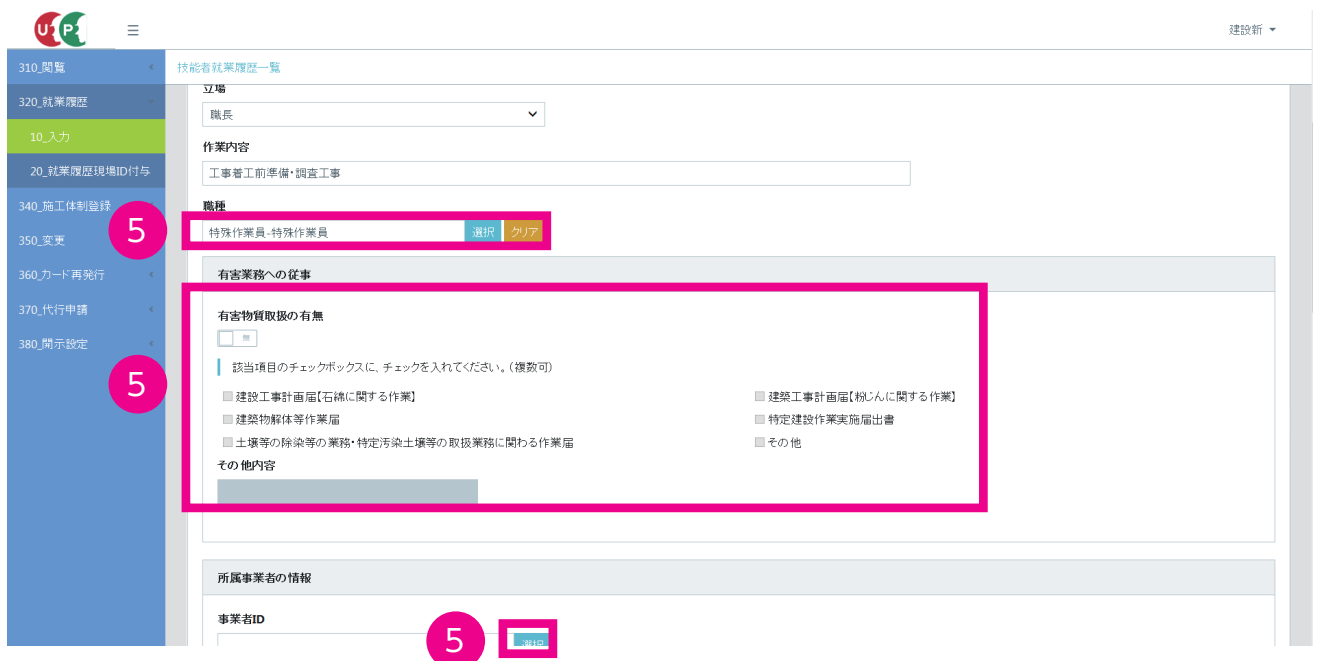 U P
☰
建設新
310_閲覧
技能者就業履歴一覧
320_就業履歴
10_入力
20_就業履歴現場ID付与
340_施工体制登録
350_変更
360_カード再発行
370_代行申請
380_開示設定
立場
職長
作業内容
工事着工前準備・調査工事
職種
5
特殊作業員-特殊作業員 選択 クリア
有害業務への従事
有害物質取扱の有無
無
5
該当項目のチェックボックスに、チェックを入れてください。(複数可)
建設工事計画届【石綿に関する作業】 建築工事計画届【粉じんに関する作業】
建築物解体等作業届 特定建設作業実施届出書
土壌等の除染等の業務・特定汚染土壌等の取扱業務に関わる作業届 その他
その他内容
所属事業者の情報
事業者ID
5
選択